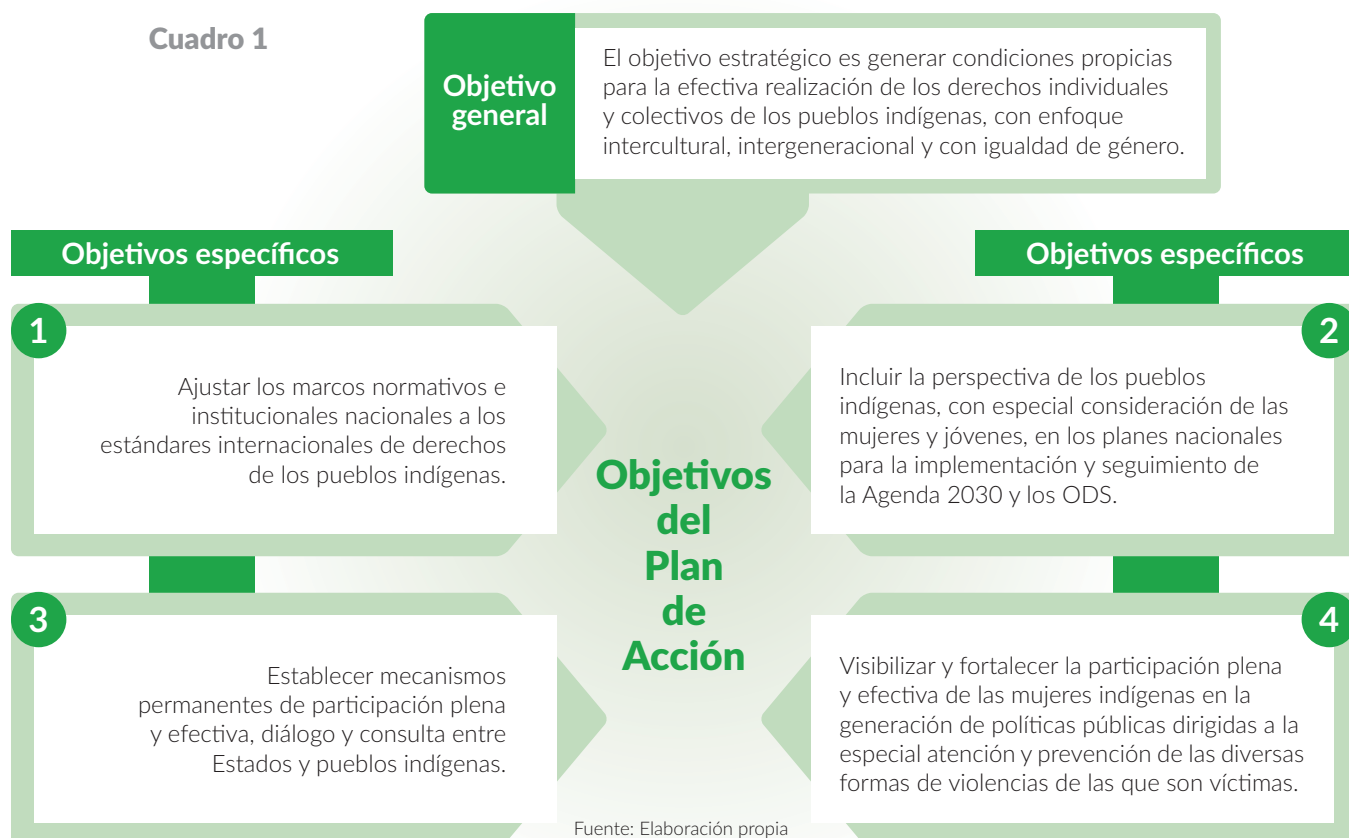 Cuadro 1
Objetivo
general
El objetivo estratégico es generar condiciones propicias
para la efectiva realización de los derechos individuales
y colectivos de los pueblos indígenas, con enfoque
intercultural, intergeneracional y con igualdad de género.
Objetivos específicos
Objetivos específicos
1
Ajustar los marcos normativos e
institucionales nacionales a los
estándares internacionales de derechos
de los pueblos indígenas.
2
Incluir la perspectiva de los pueblos
indígenas, con especial consideración de las
mujeres y jóvenes, en los planes nacionales
para la implementación y seguimiento de
la Agenda 2030 y los ODS.
Objetivos
del
Plan
de
Acción
3
Establecer mecanismos
permanentes de participación plena
y efectiva, diálogo y consulta entre
Estados y pueblos indígenas.
4
Visibilizar y fortalecer la participación plena
y efectiva de las mujeres indígenas en la
generación de políticas públicas dirigidas a la
especial atención y prevención de las diversas
formas de violencias de las que son víctimas.
Fuente: Elaboración propia